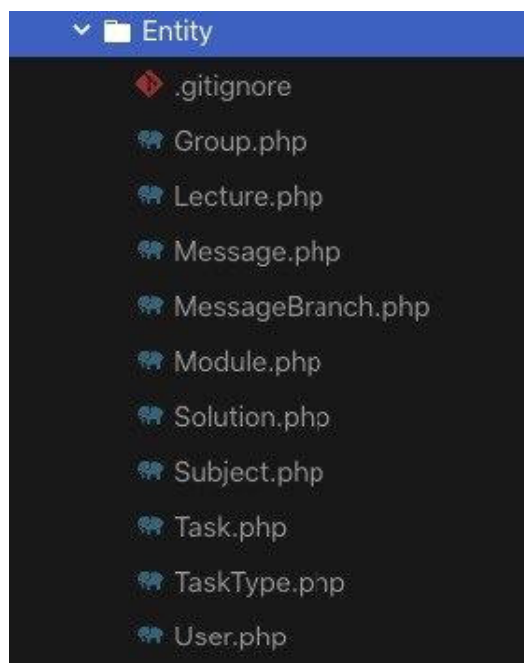 Entity
.gitignore
Group.php
Lecture.php
Message.php
MessageBranch.php
Module.php
Solution.php
Subject.php
Task.php
TaskType.php
User.php